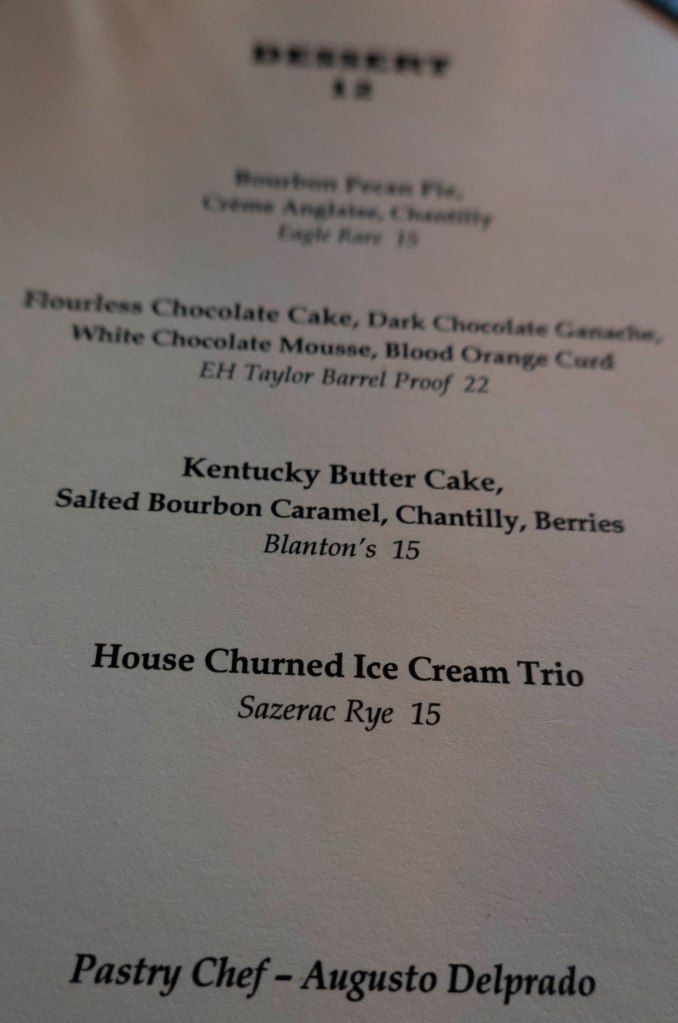 DESSERT
12
Bourbon Pecan Pie,
Crème Anglaise, Chantilly
Eagle Rare 15
Flourless Chocolate Cake, Dark Chocolate Ganache,
White Chocolate Mousse, Blood Orange Curd
EH Taylor Barrel Proof 22
Kentucky Butter Cake,
Salted Bourbon Caramel, Chantilly, Berries
Blanton's 15
House Churned Ice Cream Trio
Sazerac Rye 15
Pastry Chef – Augusto Delprado